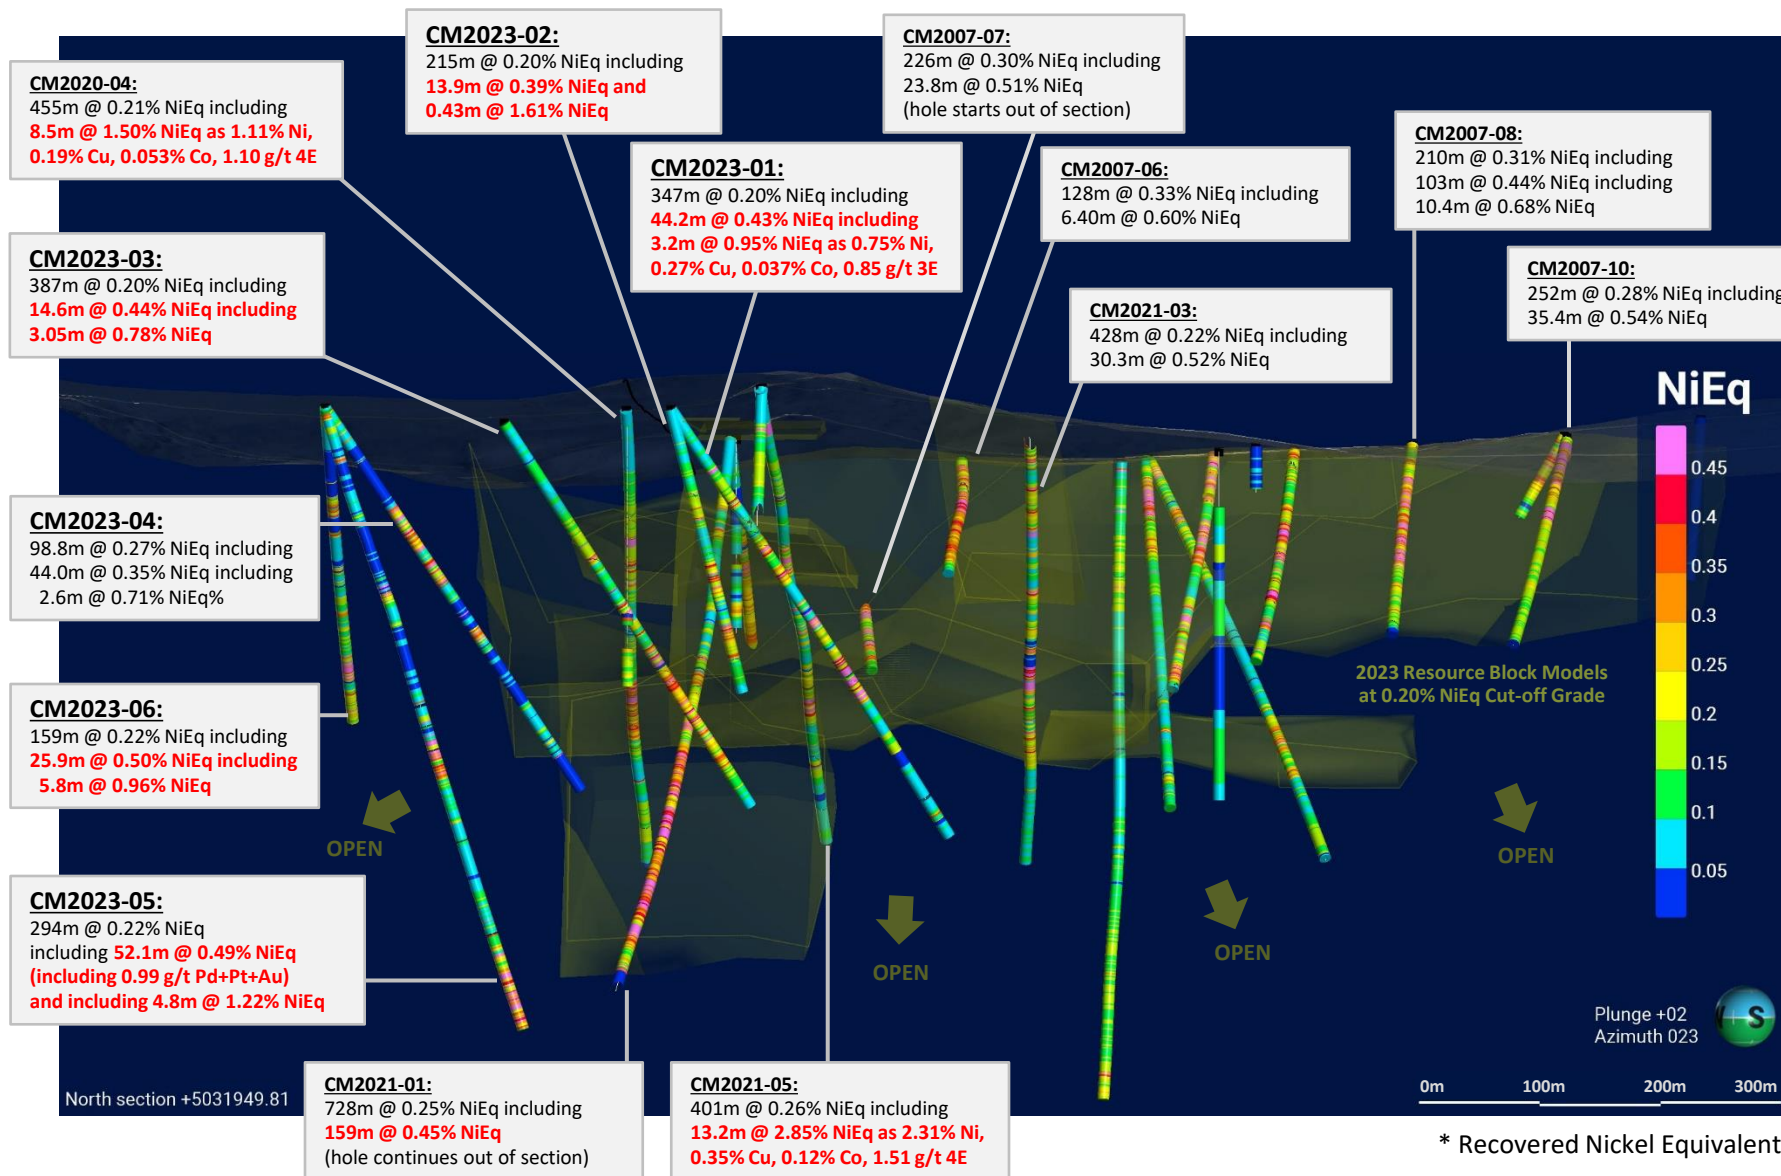 CM2023-02:
215m @ 0.20% NiEq including
13.9m @ 0.39% NiEq and
0.43m @ 1.61% NiEq
CM2007-07:
226m @ 0.30% NiEq including
23.8m @ 0.51% NiEq
(hole starts out of section)
CM2020-04:
455m @ 0.21% NiEq including
8.5m @ 1.50% NiEq as 1.11% Ni,
0.19% Cu, 0.053% Co, 1.10 g/t 4E
CM2023-01:
347m @ 0.20% NiEq including
44.2m @ 0.43% NiEq including
3.2m @ 0.95% NiEq as 0.75% Ni,
0.27% Cu, 0.037% Co, 0.85 g/t 3E
CM2007-06:
128m @ 0.33% NiEq including
6.40m @ 0.60% NiEq
CM2007-08:
210m @ 0.31% NiEq including
103m @ 0.44% NiEq including
10.4m @ 0.68% NiEq
CM2023-03:
387m @ 0.20% NiEq including
14.6m @ 0.44% NiEq including
3.05m @ 0.78% NiEq
CM2021-03:
428m @ 0.22% NiEq including
30.3m @ 0.52% NiEq
CM2007-10:
252m @ 0.28% NiEq including
35.4m @ 0.54% NiEq
NiEq
0.45
0.4
0.35
0.3
0.25
0.2
0.15
0.1
0.05
CM2023-04:
98.8m @ 0.27% NiEq including
44.0m @ 0.35% NiEq including
2.6m @ 0.71% NiEq%
2023 Resource Block Models
at 0.20% NiEq Cut-off Grade
CM2023-06:
159m @ 0.22% NiEq including
25.9m @ 0.50% NiEq including
5.8m @ 0.96% NiEq
OPEN
OPEN
OPEN
OPEN
CM2023-05:
294m @ 0.22% NiEq
including 52.1m @ 0.49% NiEq
(including 0.99 g/t Pd+Pt+Au)
and including 4.8m @ 1.22% NiEq
Plunge +02
Azimuth 023
S
0m 100m 200m 300m
North section +5031949.81
CM2021-01:
728m @ 0.25% NiEq including
159m @ 0.45% NiEq
(hole continues out of section)
CM2021-05:
401m @ 0.26% NiEq including
13.2m @ 2.85% NiEq as 2.31% Ni,
0.35% Cu, 0.12% Co, 1.51 g/t 4E
* Recovered Nickel Equivalent